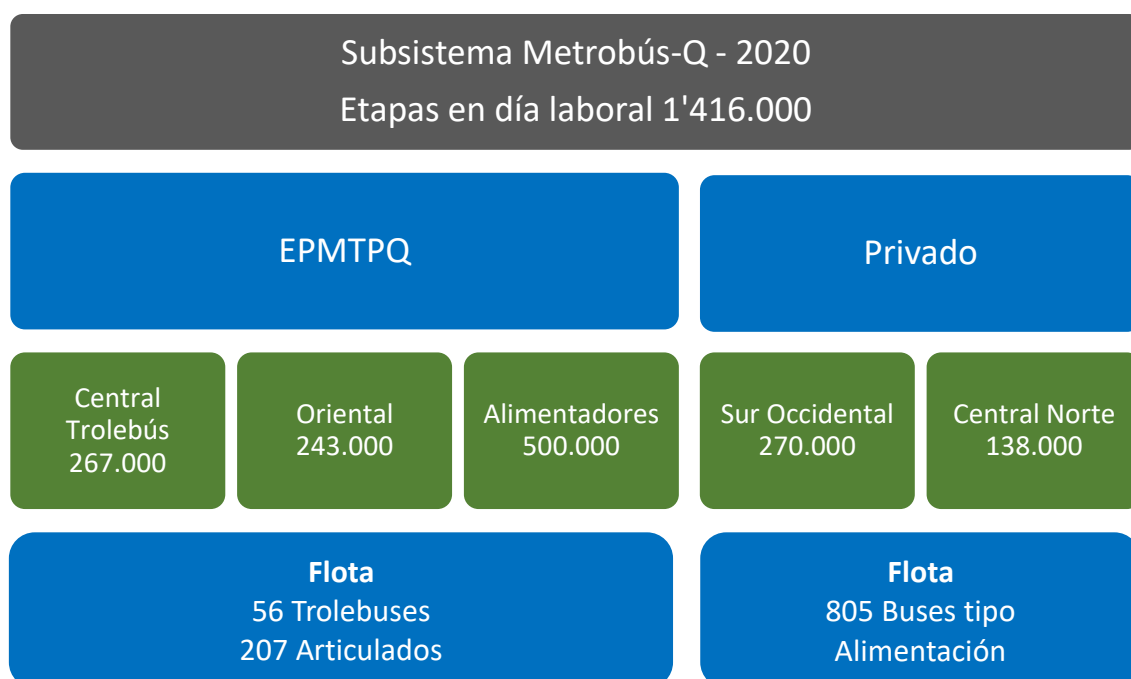 Subsistema Metrobús-Q - 2020
Etapas en día laboral 1'416.000
EPMTPQ
Privado
Central
Trolebús
267.000
Oriental
243.000
Alimentadores
500.000
Sur Occidental
270.000
Central Norte
138.000
Flota
56 Trolebuses
207 Articulados
Flota
805 Buses tipo
Alimentación